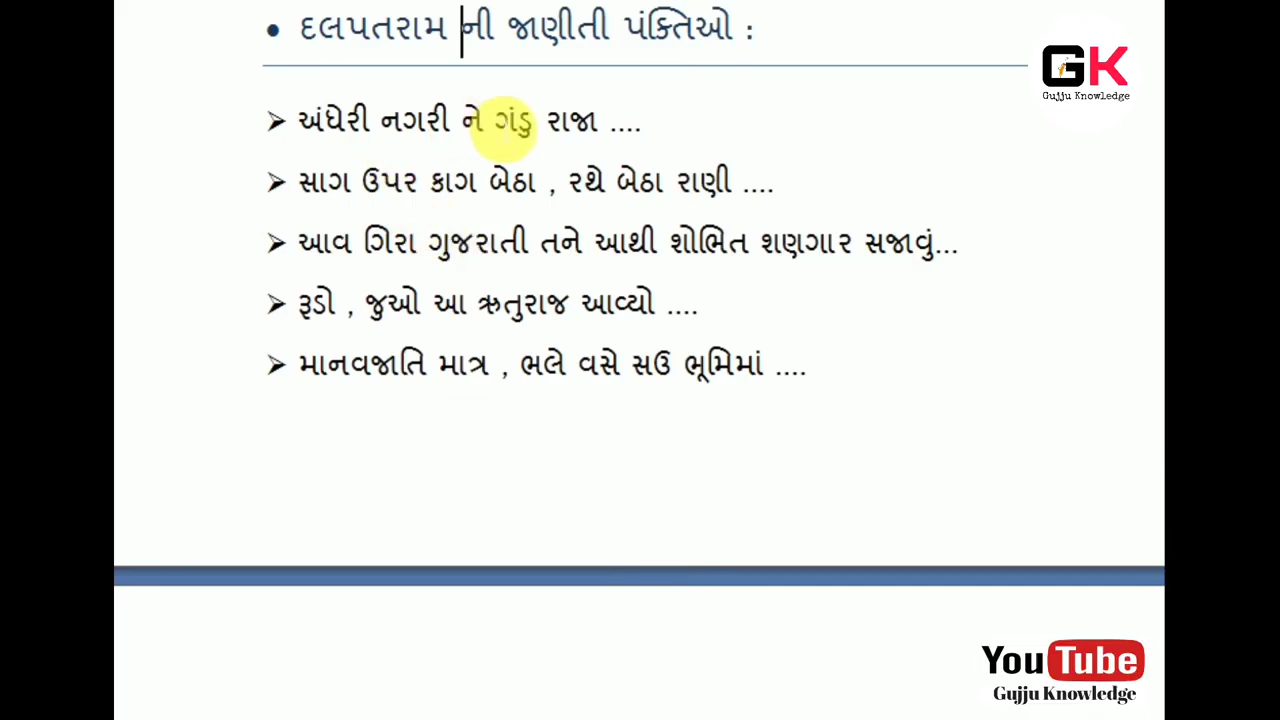 • દલપતરામ ની જાણીતી પંક્તિઓ :
GK
Gujju Knowledge
➢ અંધેરી નગરી ને ગંડુ રાજા ....
➢ સાગ ઉપર કાગ બેઠા , રથે બેઠા રાણી ....
➢ આવ ગિરા ગુજરાતી તને આથી શોભિત શણગાર સજાવું...
➢ રૂડો , જુઓ આ ઋતુરાજ આવ્યો ....
➢ માનવજાતિ માત્ર , ભલે વસે સઉ ભૂમિમાં ....
YouTube
Gujju Knowledge